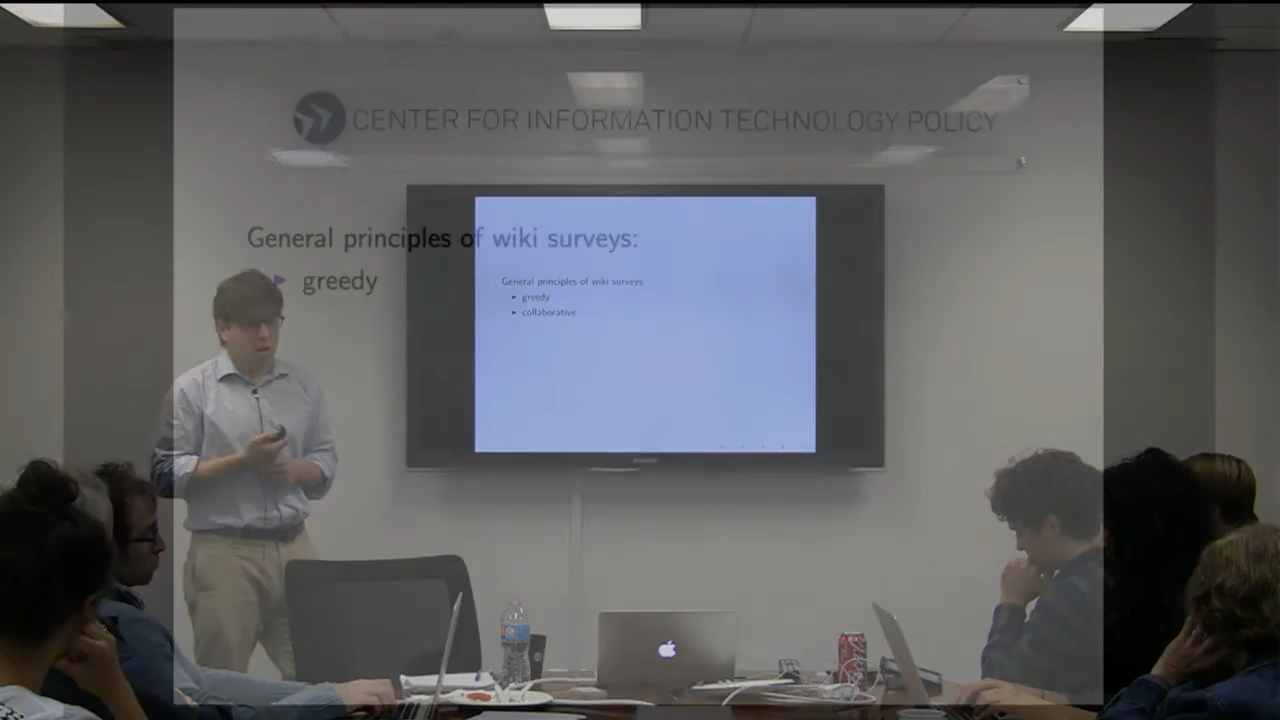 CENTER FOR INFORMATION TECHNOLOGY POLICY
General principles of wiki surveys:
▶ greedy
General principles of wiki surveys
▶ greedy
▶ collaborative